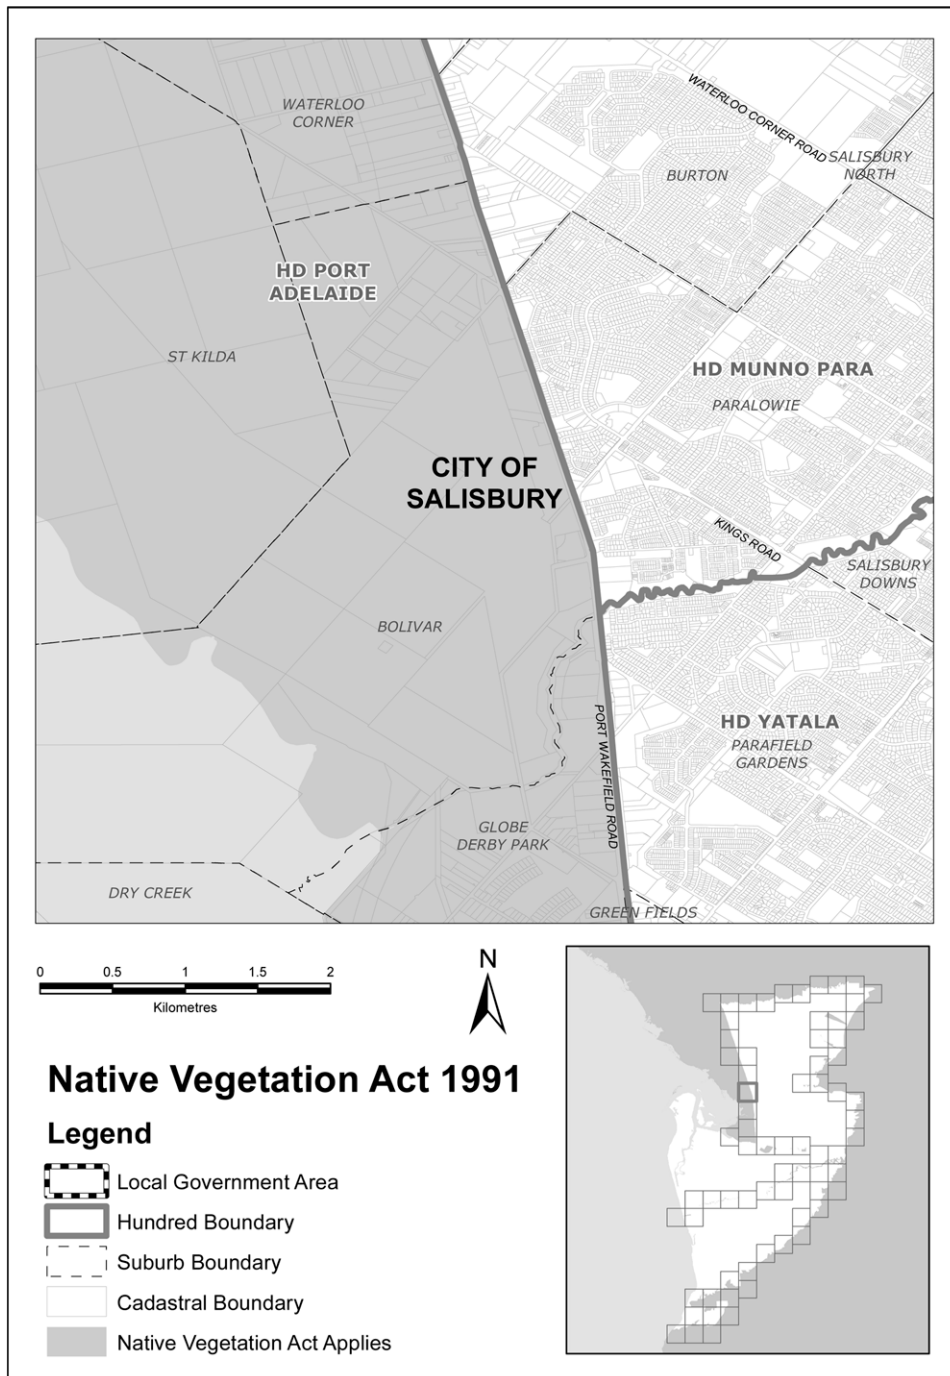 WATERLOO
CORNER
WATERLOO CORNER ROAD
SALISBURY
NORTH
BURTON
HD PORT
ADELAIDE
ST KILDA
HD MUNNO PARA
PARALOWIE
CITY OF
SALISBURY
KINGS ROAD
SALISBURY
DOWNS
BOLIVAR
PORT WAKEFIELD ROAD
HD YATALA
PARAFIELD
GARDENS
GLOBE
DERBY PARK
DRY CREEK
GREEN FIELDS
0 0.5 1 1.5 2
Kilometres
N
Native Vegetation Act 1991
Legend
Local Government Area
Hundred Boundary
Suburb Boundary
Cadastral Boundary
Native Vegetation Act Applies